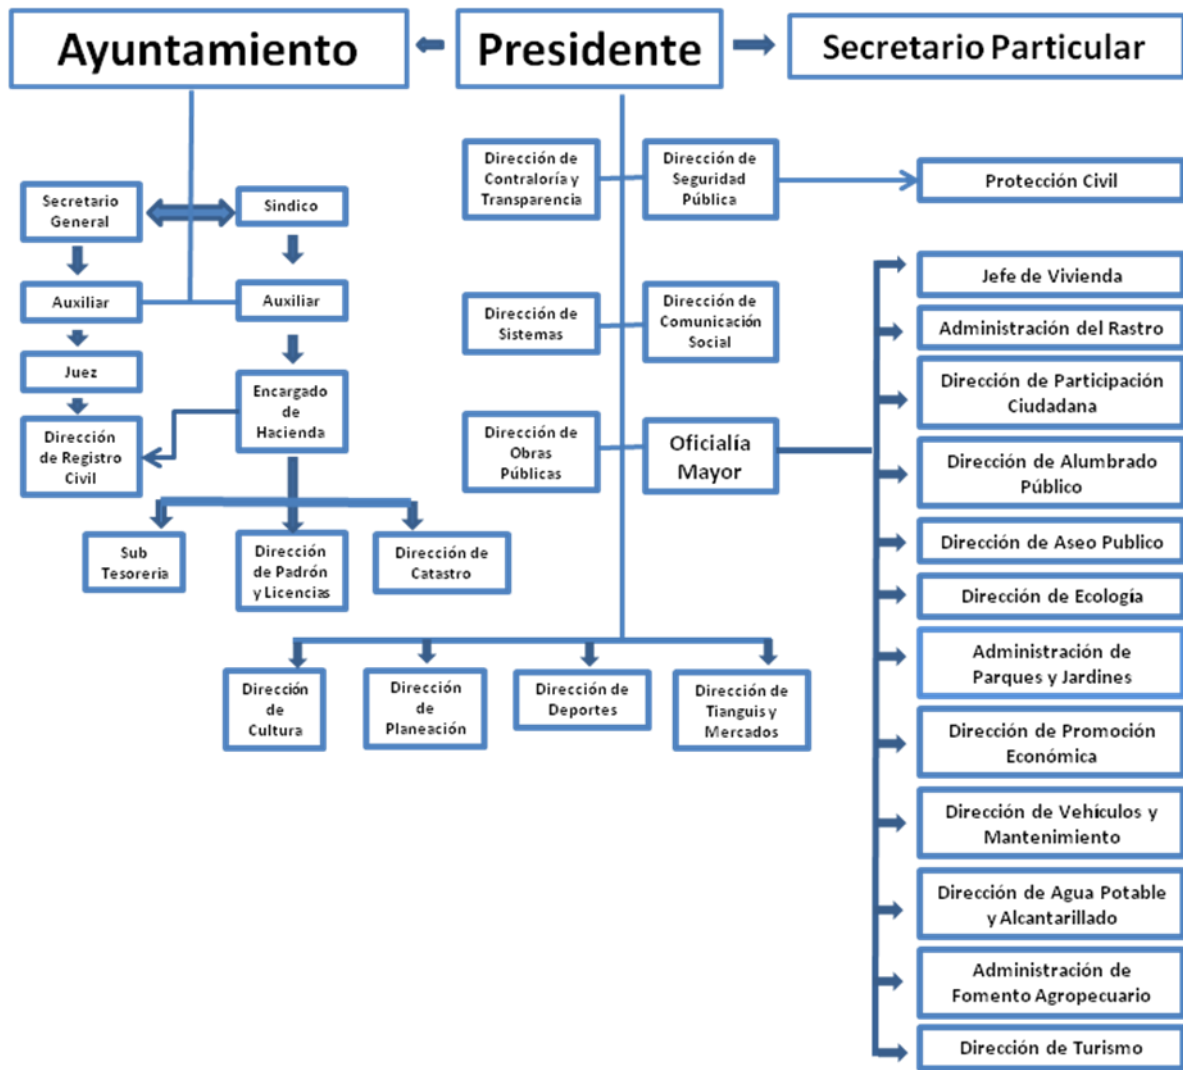 Ayuntamiento
Presidente
Secretario Particular
Secretario
General
Sindico
Auxiliar
Auxiliar
Juez
Encargado
de
Hacienda
Dirección
de Registro
Civil
Sub
Tesoreria
Dirección
de Padrón
y Licencias
Dirección de
Catastro
Dirección de
Contraloría y
Transparencia
Dirección de
Seguridad
Pública
Protección Civil
Dirección de
Sistemas
Dirección de
Comunicación
Social
Dirección de
Obras
Públicas
Oficialía
Mayor
Dirección
de
Cultura
Dirección
de
Planeación
Dirección de
Deportes
Dirección de
Tianguis y
Mercados
Jefe de Vivienda
Administración del Rastro
Dirección de Participación
Ciudadana
Dirección de Alumbrado
Público
Dirección de Aseo Publico
Dirección de Ecología
Administración de
Parques y Jardines
Dirección de Promoción
Económica
Dirección de Vehículos y
Mantenimiento
Dirección de Agua Potable
y Alcantarillado
Administración de
Fomento Agropecuario
Dirección de Turismo